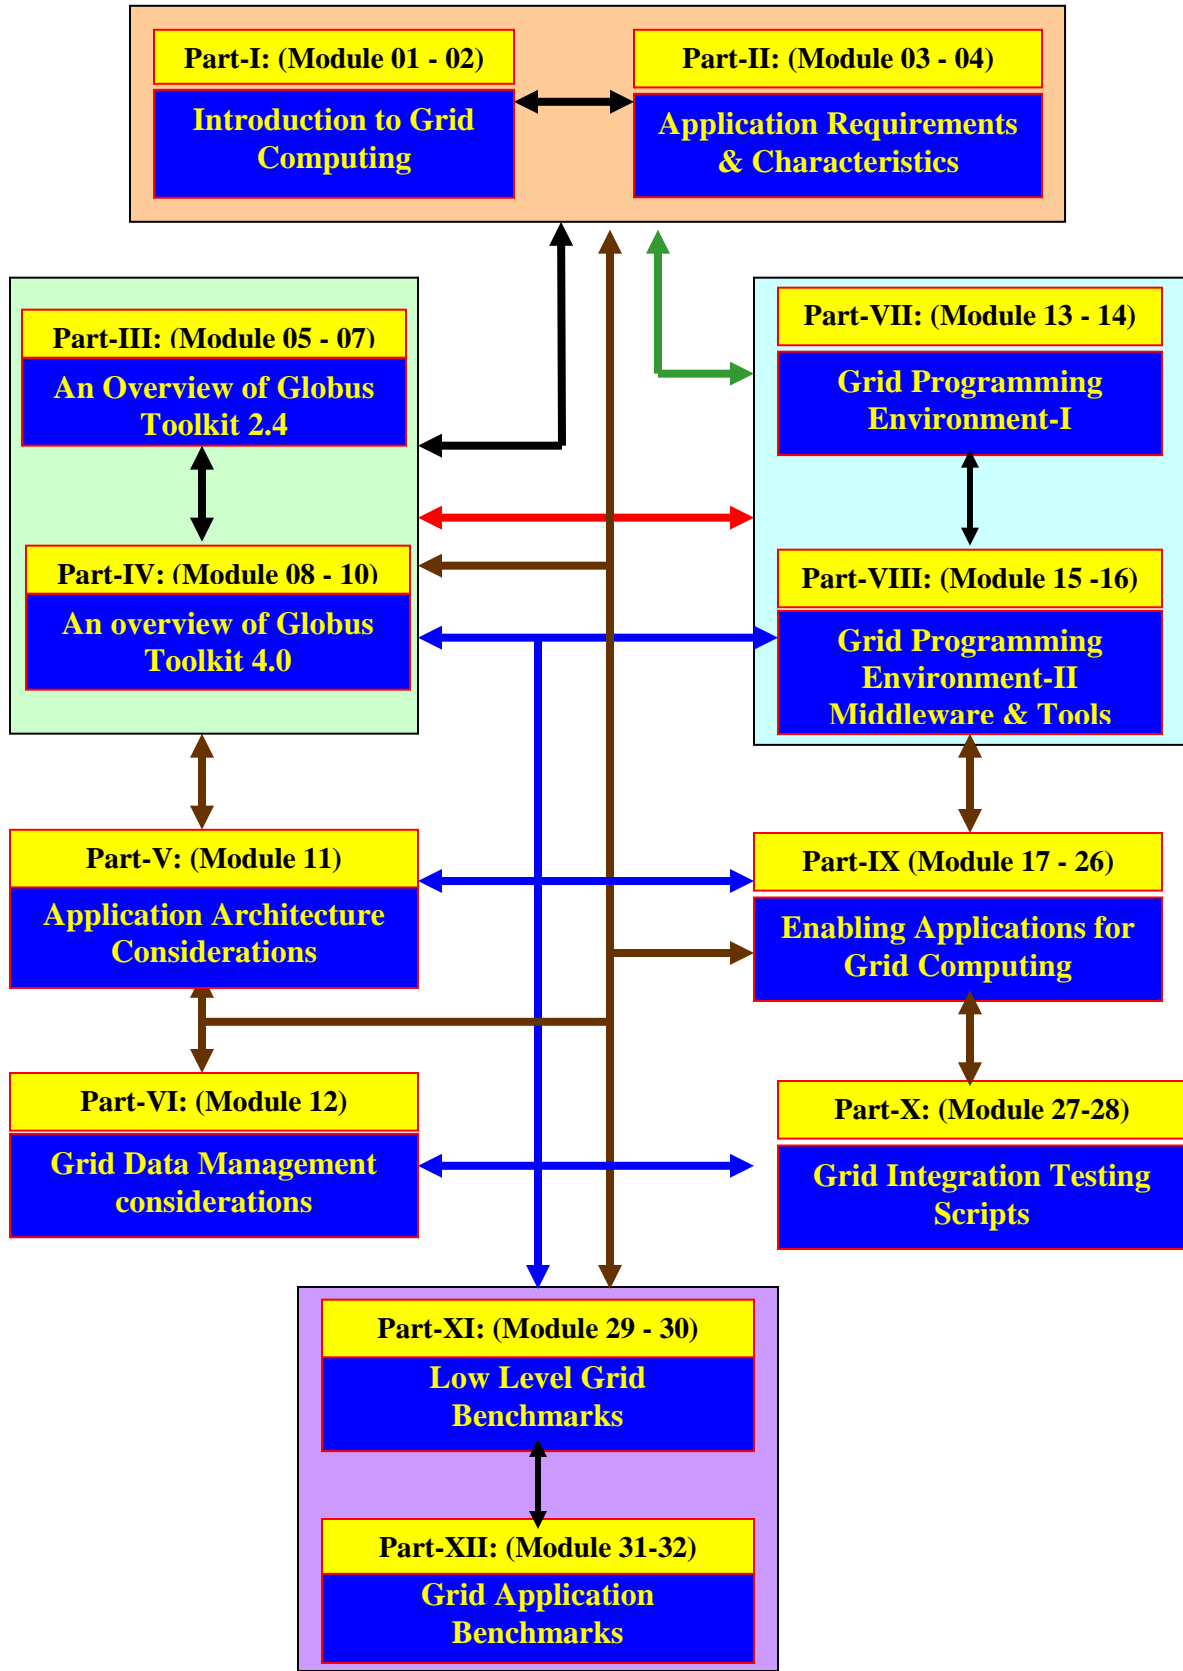 Part-I: (Module 01 - 02)
Introduction to Grid
Computing
Part-II: (Module 03 - 04)
Application Requirements
& Characteristics
Part-III: (Module 05 - 07)
An Overview of Globus
Toolkit 2.4
Part-IV: (Module 08 - 10)
An overview of Globus
Toolkit 4.0
Part-VII: (Module 13 - 14)
Grid Programming
Environment-I
Part-VIII: (Module 15 -16)
Grid Programming
Environment-II
Middleware & Tools
Part-V: (Module 11)
Application Architecture
Considerations
Part-IX (Module 17 - 26)
Enabling Applications for
Grid Computing
Part-VI: (Module 12)
Grid Data Management
considerations
Part-X: (Module 27-28)
Grid Integration Testing
Scripts
Part-XI: (Module 29 - 30)
Low Level Grid
Benchmarks
Part-XII: (Module 31-32)
Grid Application
Benchmarks